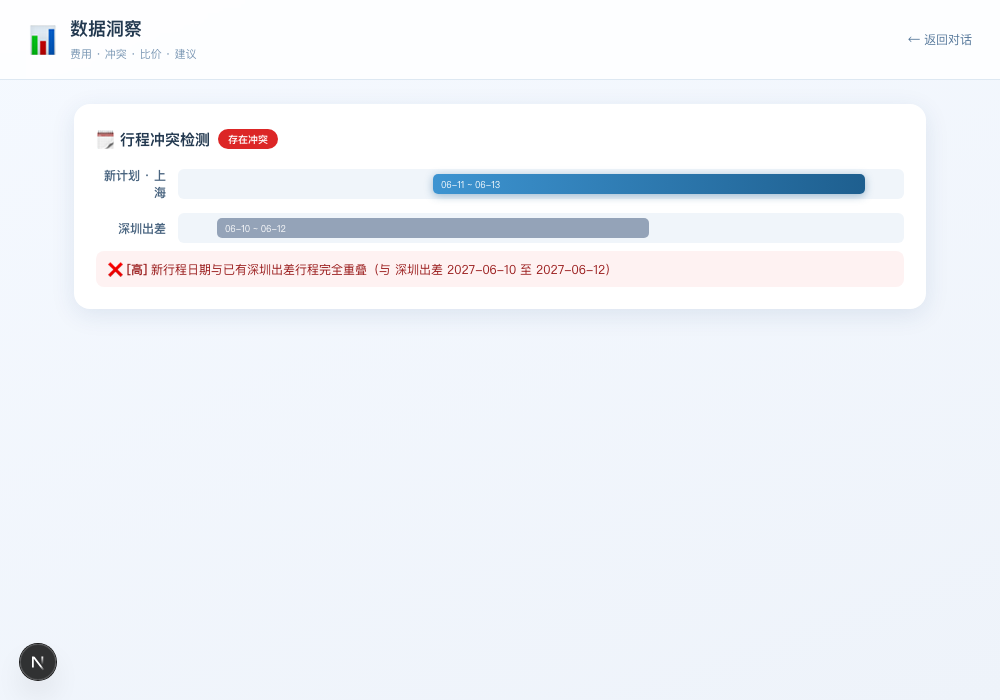 数据洞察
费用 · 冲突 · 比价 · 建议
← 返回对话
行程冲突检测
存在冲突
新计划 · 上
海
06-11 – 06-13
深圳出差
06-10 – 06-12
[高] 新行程日期与已有深圳出差行程完全重叠（与 深圳出差 2027-06-10 至 2027-06-12）
N